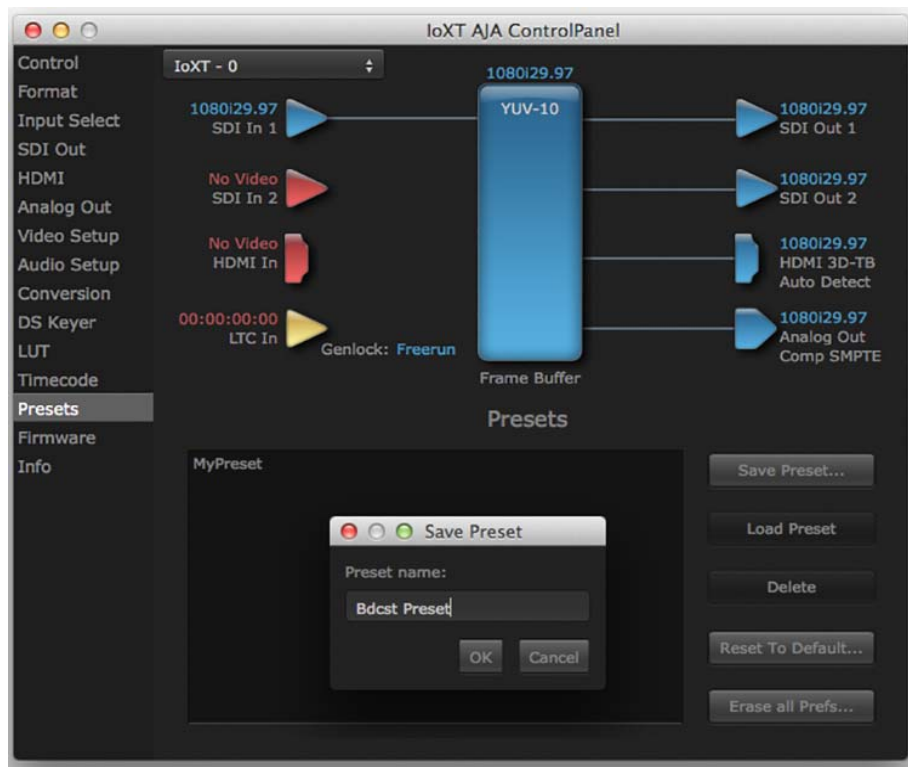 IoXT AJA ControlPanel
Control
Format
Input Select
SDI Out
HDMI
Analog Out
Video Setup
Audio Setup
Conversion
DS Keyer
LUT
Timecode
Presets
Firmware
Info
IoXT - 0
1080i29.97
YUV-10
1080i29.97
SDI In 1
No Video
SDI In 2
No Video
HDMI In
00:00:00:00
LTC In
Genlock: Freerun
Frame Buffer
1080i29.97
SDI Out 1
1080i29.97
SDI Out 2
1080i29.97
HDMI 3D-TB
Auto Detect
1080i29.97
Analog Out
Comp SMPTE
Presets
MyPreset
Save Preset
Preset name:
Bdcst Preset
OK
Cancel
Save Preset...
Load Preset
Delete
Reset To Default...
Erase all Prefs...